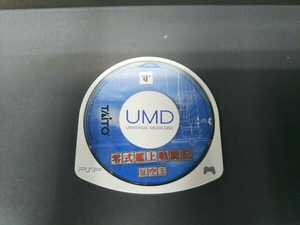 TAITO
UMD
UNIVERSAL MEDIA DISC
零式艦上戦闘記
PSP